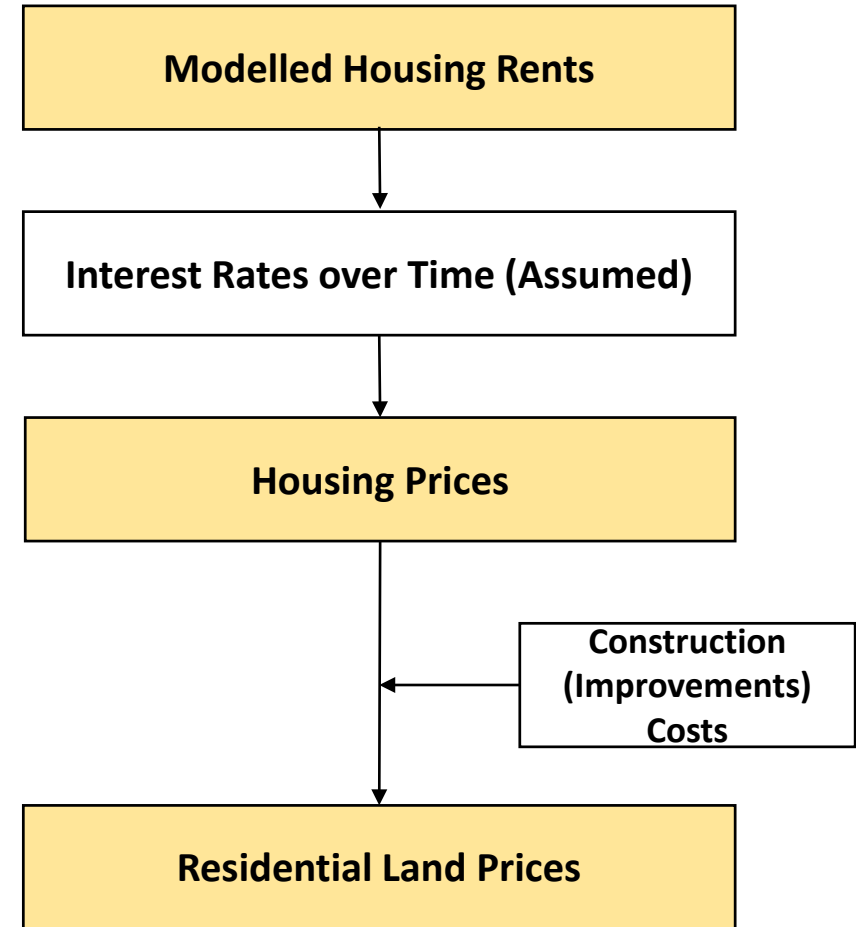 Modelled Housing Rents
Interest Rates over Time (Assumed)
Housing Prices
Construction
(Improvements)
Costs
Residential Land Prices